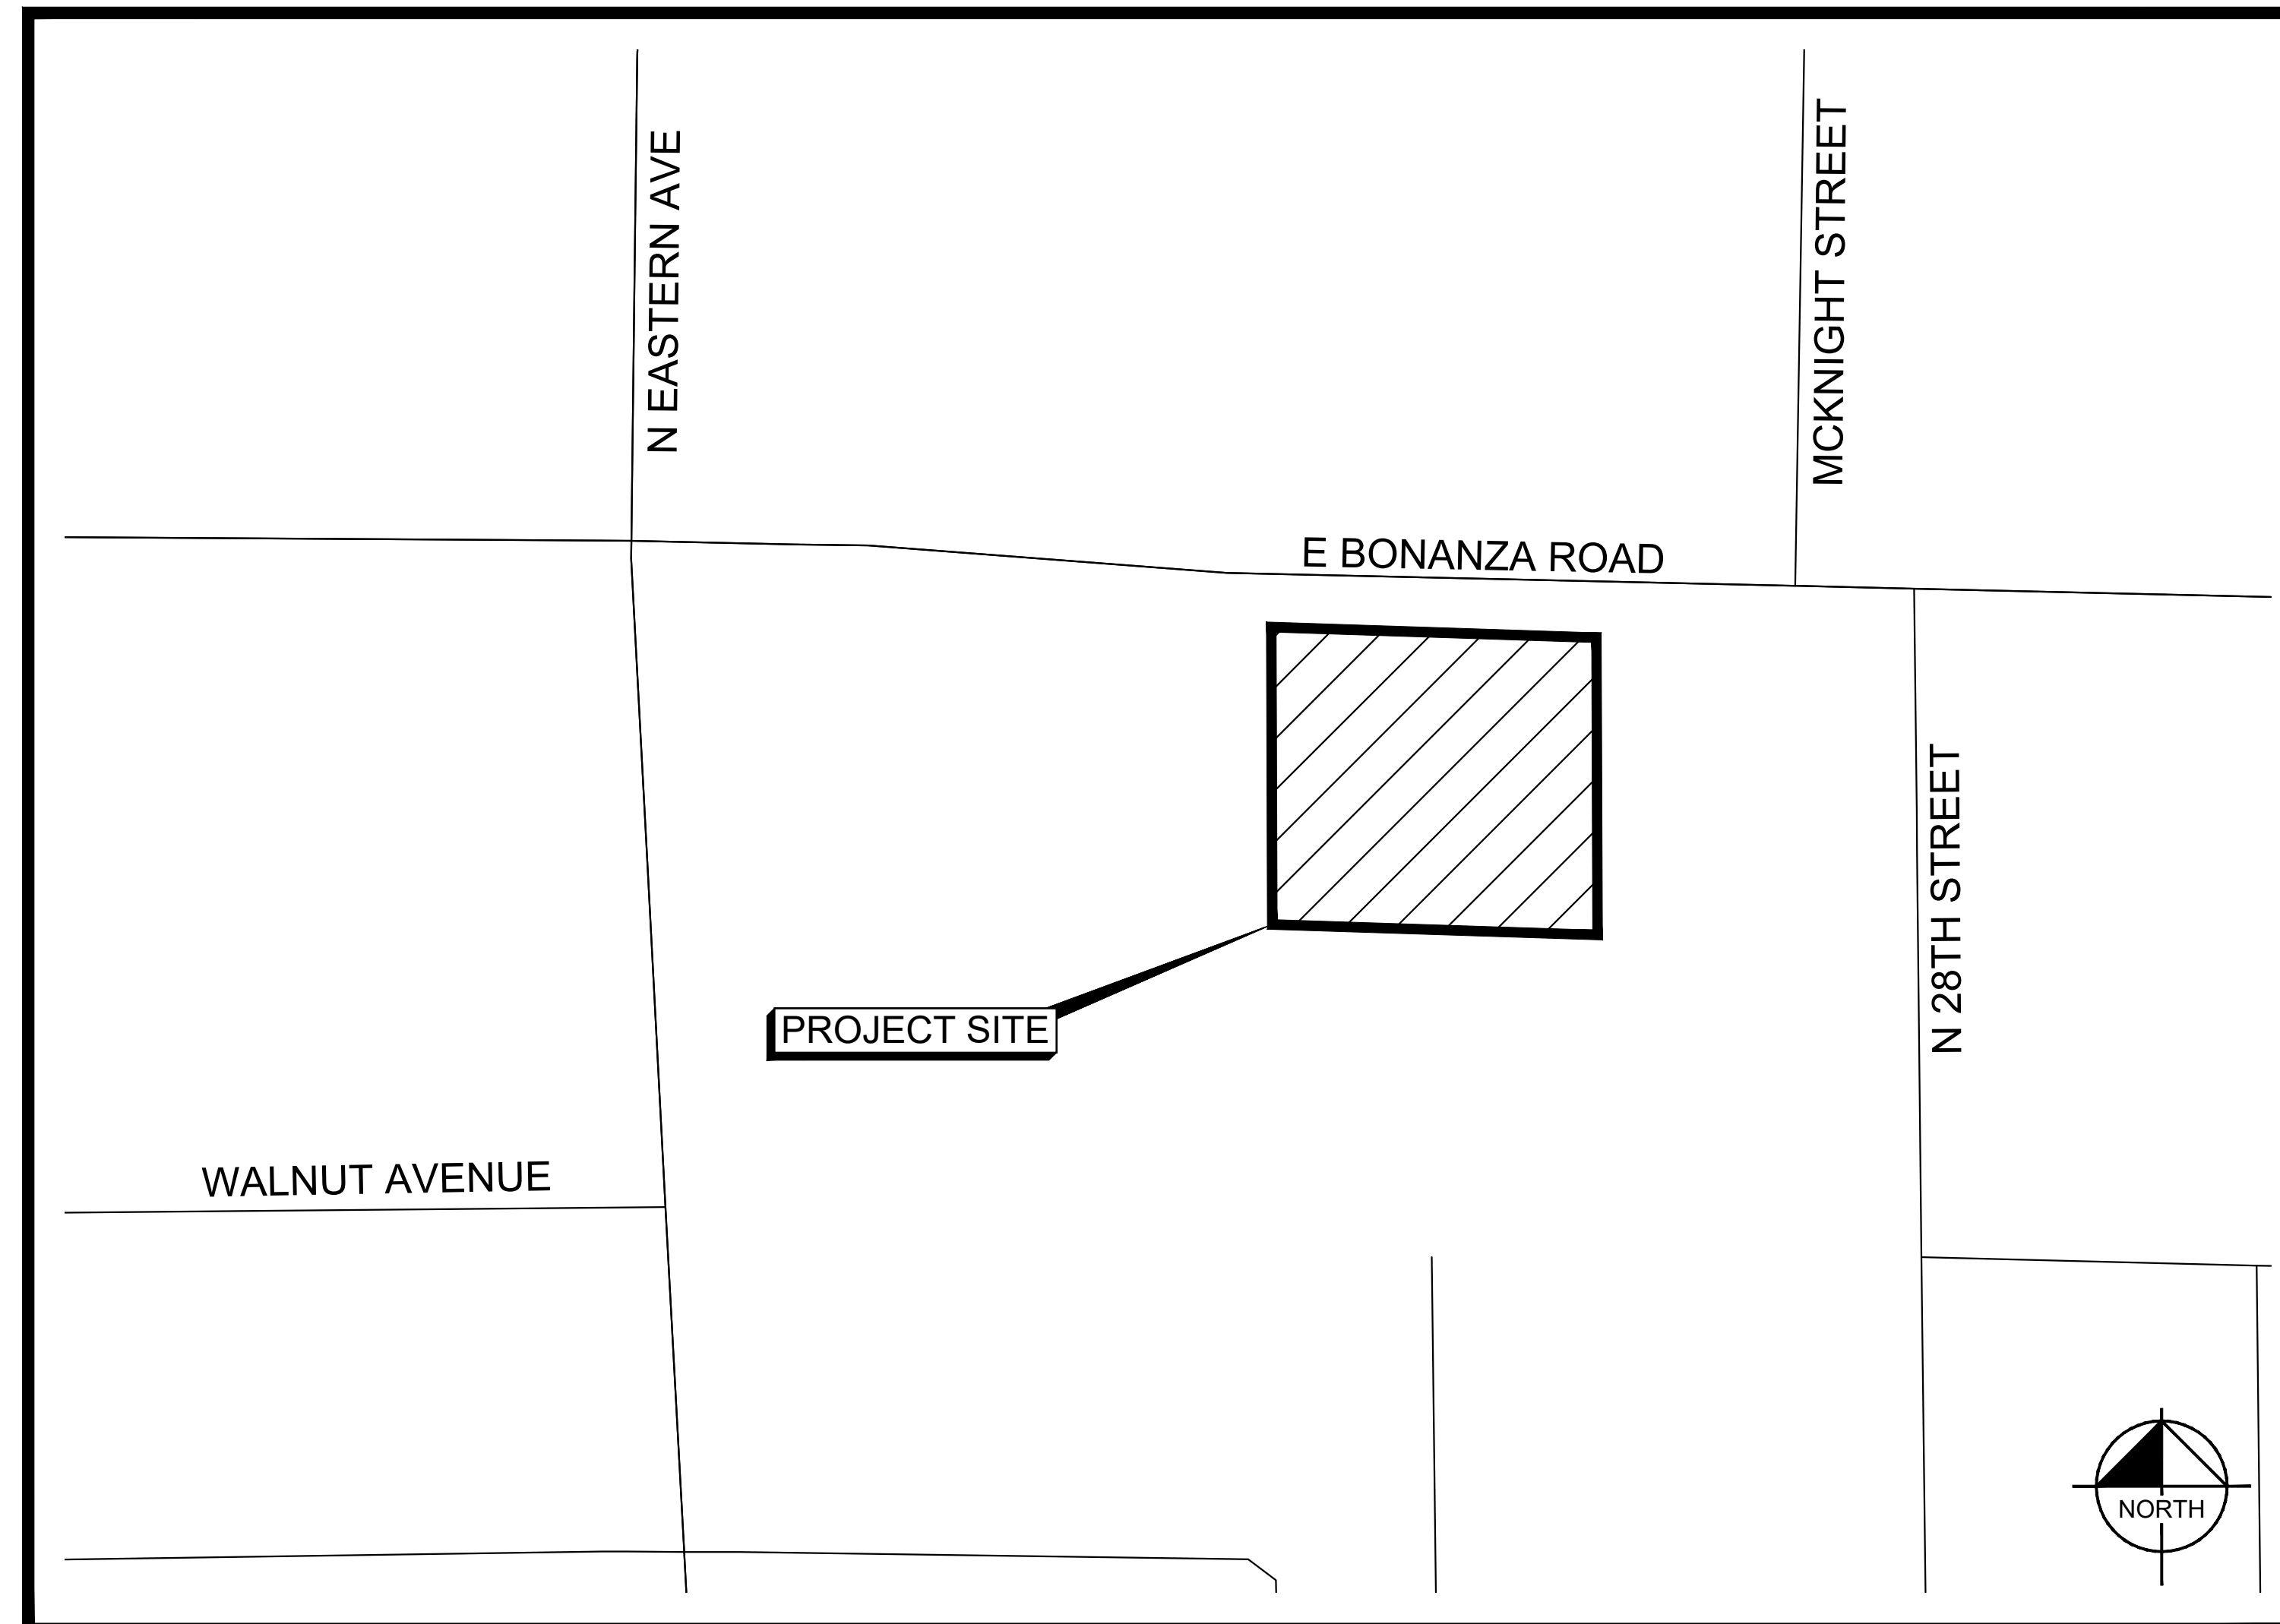 N EASTERN AVE
MCKNIGHT STREET
E BONANZA ROAD
N 28TH STREET
PROJECT SITE
WALNUT AVENUE
NORTH